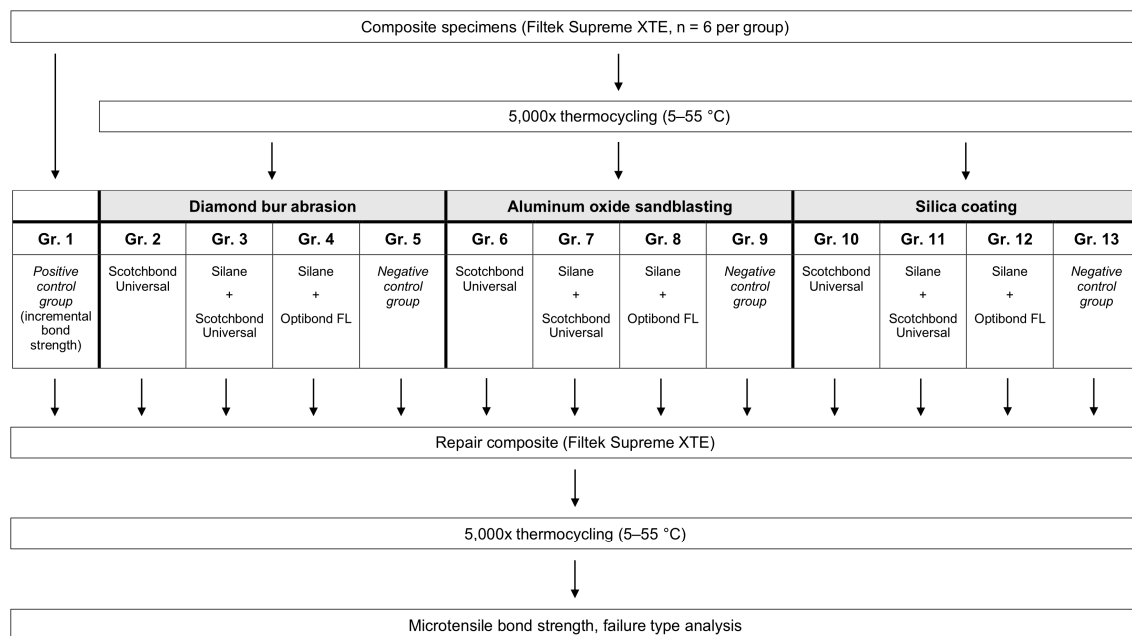 Composite specimens (Filtek Supreme XTE, n = 6 per group)
5,000x thermocycling (5–55 °C)
Diamond bur abrasion
Aluminum oxide sandblasting
Silica coating
Gr. 1
Gr. 2
Gr. 3
Gr. 4
Gr. 5
Gr. 6
Gr. 7
Gr. 8
Gr. 9
Gr. 10
Gr. 11
Gr. 12
Gr. 13
Positive
control
group
(incremental
bond
strength)
Scotchbond
Universal
Silane
+
Scotchbond
Universal
Silane
+
Optibond FL
Negative
control
group
Scotchbond
Universal
Silane
+
Scotchbond
Universal
Silane
+
Optibond FL
Negative
control
group
Scotchbond
Universal
Silane
+
Scotchbond
Universal
Silane
+
Optibond FL
Negative
control
group
Repair composite (Filtek Supreme XTE)
5,000x thermocycling (5–55 °C)
Microtensile bond strength, failure type analysis